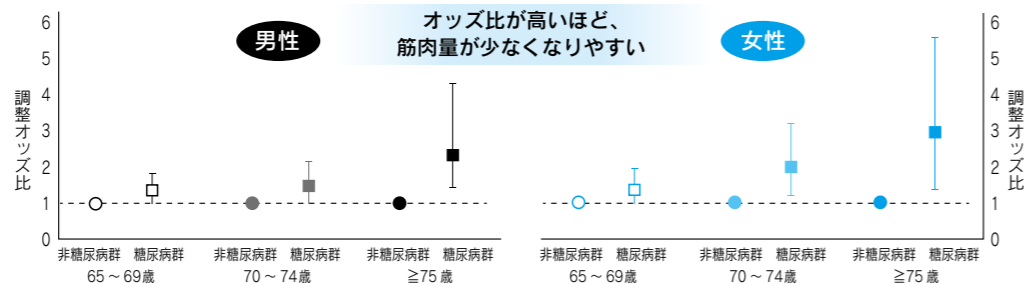 オッズ比が高いほど、
筋肉量が少なくなりやすい
男性
調整オッズ比
6
5
4
3
2
1
0
非糖尿病群 糖尿病群 非糖尿病群 糖尿病群 非糖尿病群 糖尿病群
65～69歳 70～74歳 ≧75歳
女性
非糖尿病群 糖尿病群 非糖尿病群 糖尿病群 非糖尿病群 糖尿病群
65～69歳 70～74歳 ≧75歳
6
5
4
3
2
1
0
調整オッズ比